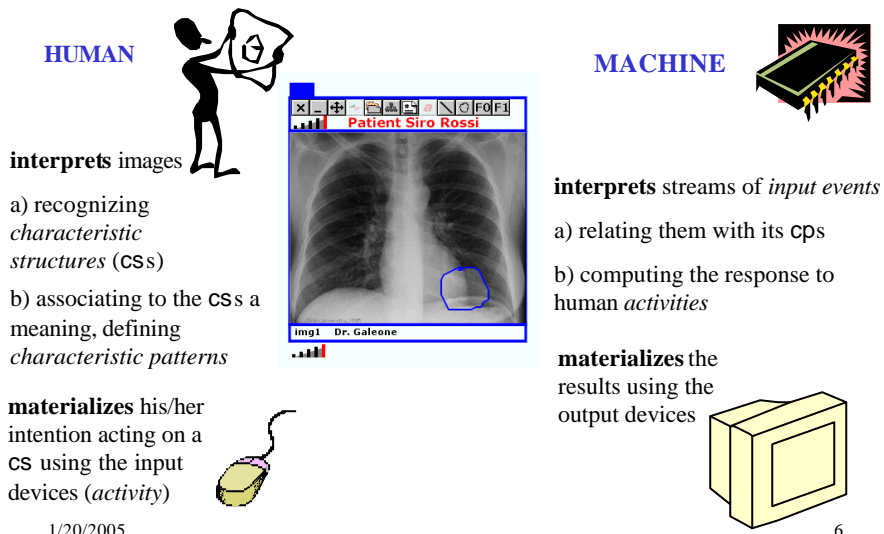 HUMAN
interprets images
a) recognizing
characteristic
structures (css)
b) associating to the css a
meaning, defining
characteristic patterns
materializes his/her
intention acting on a
cs using the input
devices (activity)
1/20/2005
a F0 F1
Patient Siro Rossi
img1 Dr. Galeone
MACHINE
interprets streams of input events
a) relating them with its cps
b) computing the response to
human activities
materializes the
results using the
output devices
6